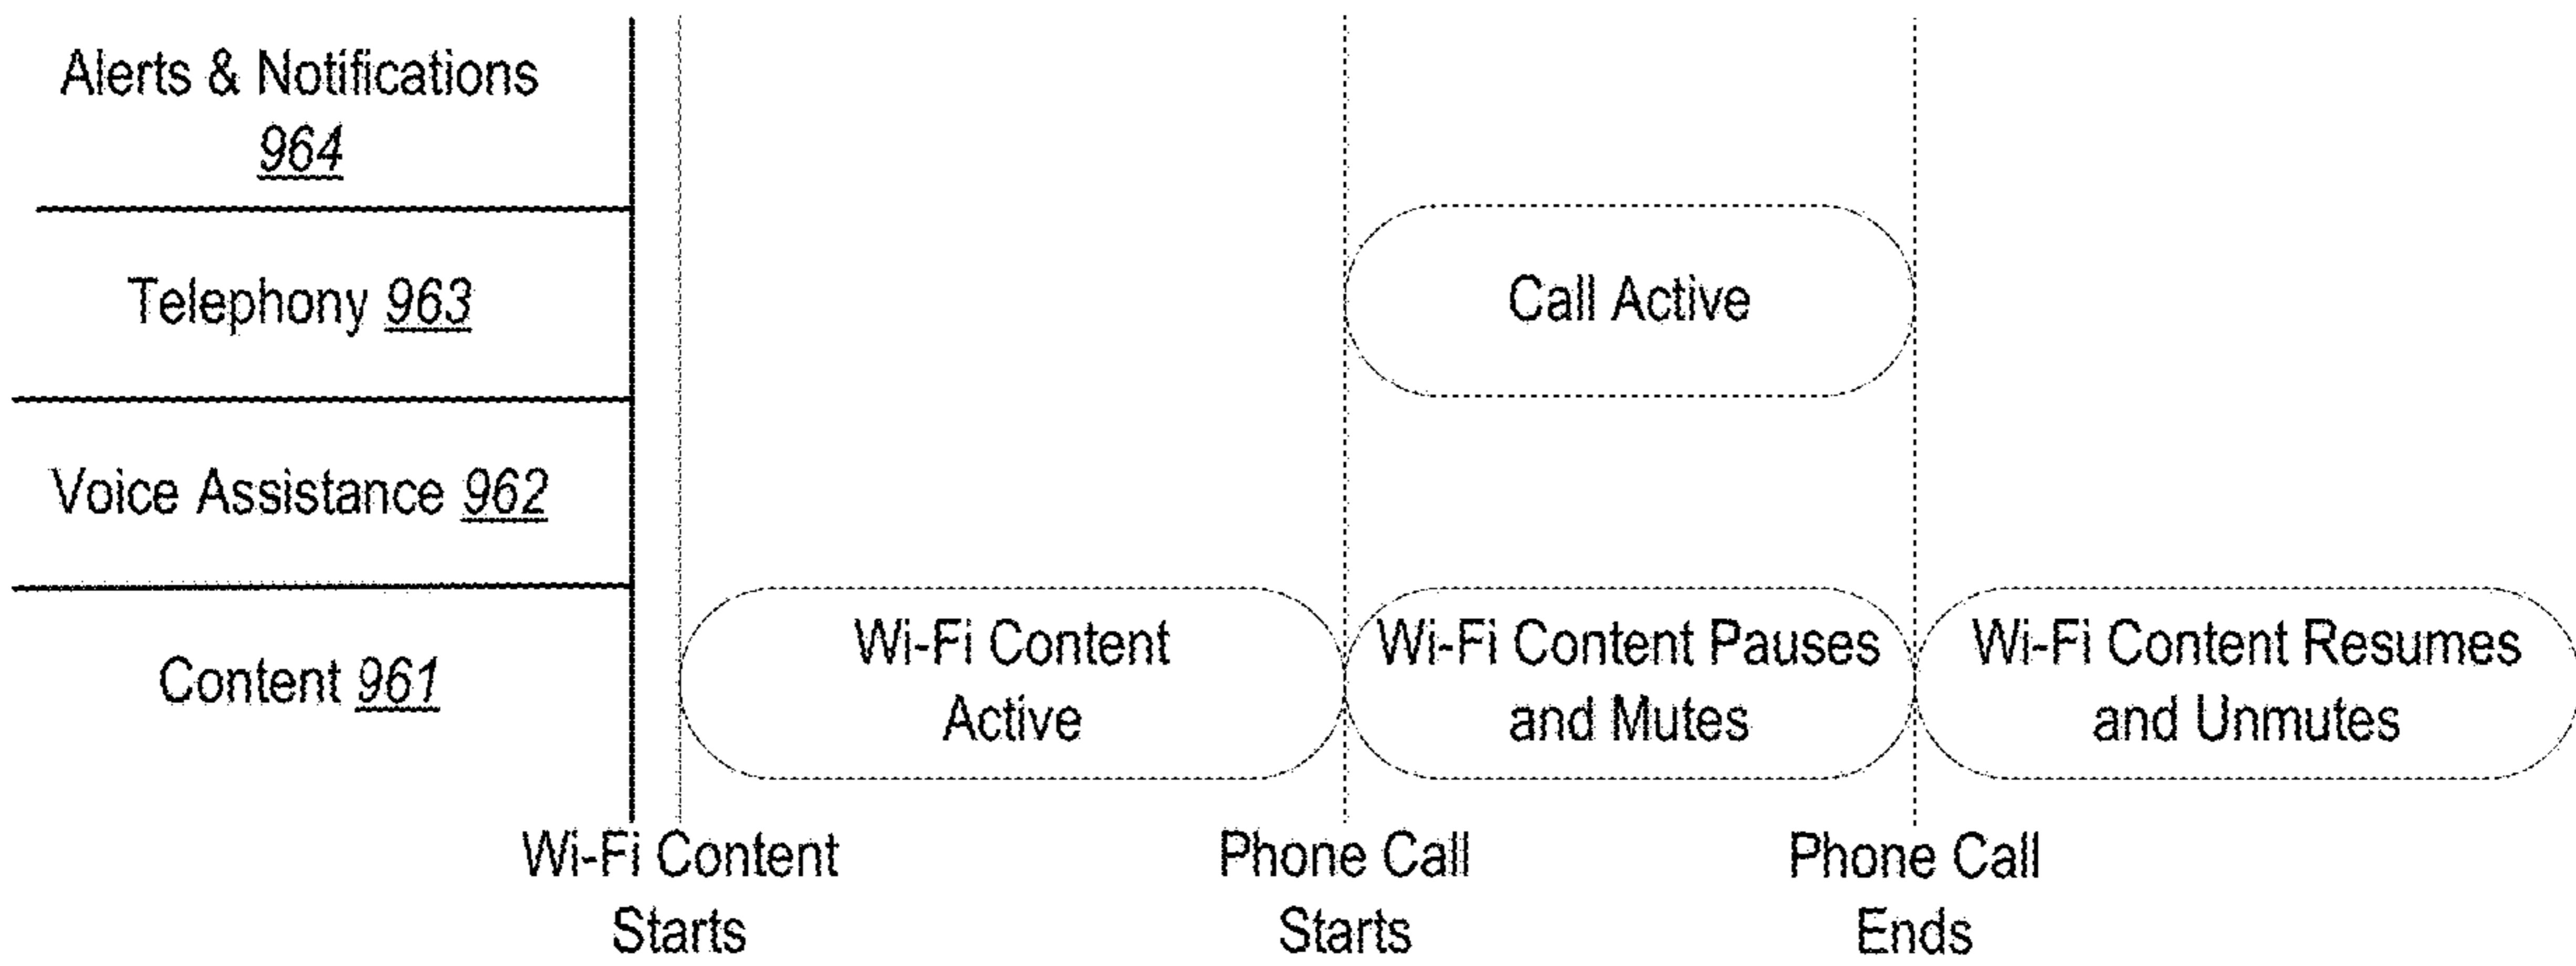 Alerts & Notifications
964
Telephony 963
Call Active
Voice Assistance 962
Content 961
Wi-Fi Content
Active
Wi-Fi Content Pauses
and Mutes
Wi-Fi Content Resumes
and Unmutes
Wi-Fi Content
Starts
Phone Call
Starts
Phone Call
Ends